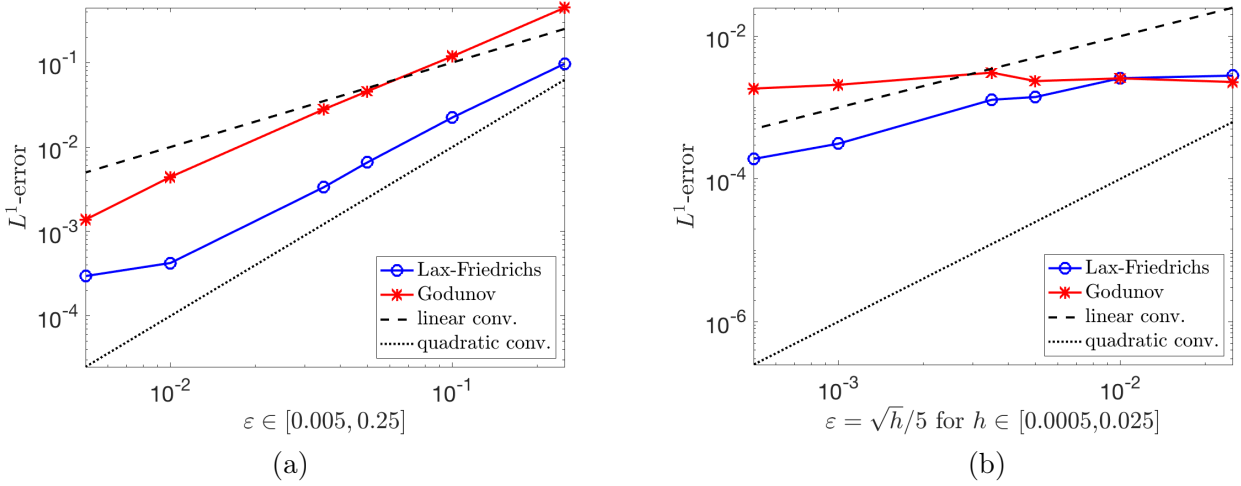 10^{-1}
10^{-2}
10^{-3}
10^{-4}
L^1-error
Lax-Friedrichs
Godunov
linear conv.
quadratic conv.
10^{-2}
10^{-1}
ε ∈ [0.005, 0.25]
(a)
10^{-2}
10^{-4}
10^{-6}
L^1-error
Lax-Friedrichs
Godunov
linear conv.
quadratic conv.
10^{-3}
10^{-2}
ε = √h/5 for h ∈ [0.0005,0.025]
(b)